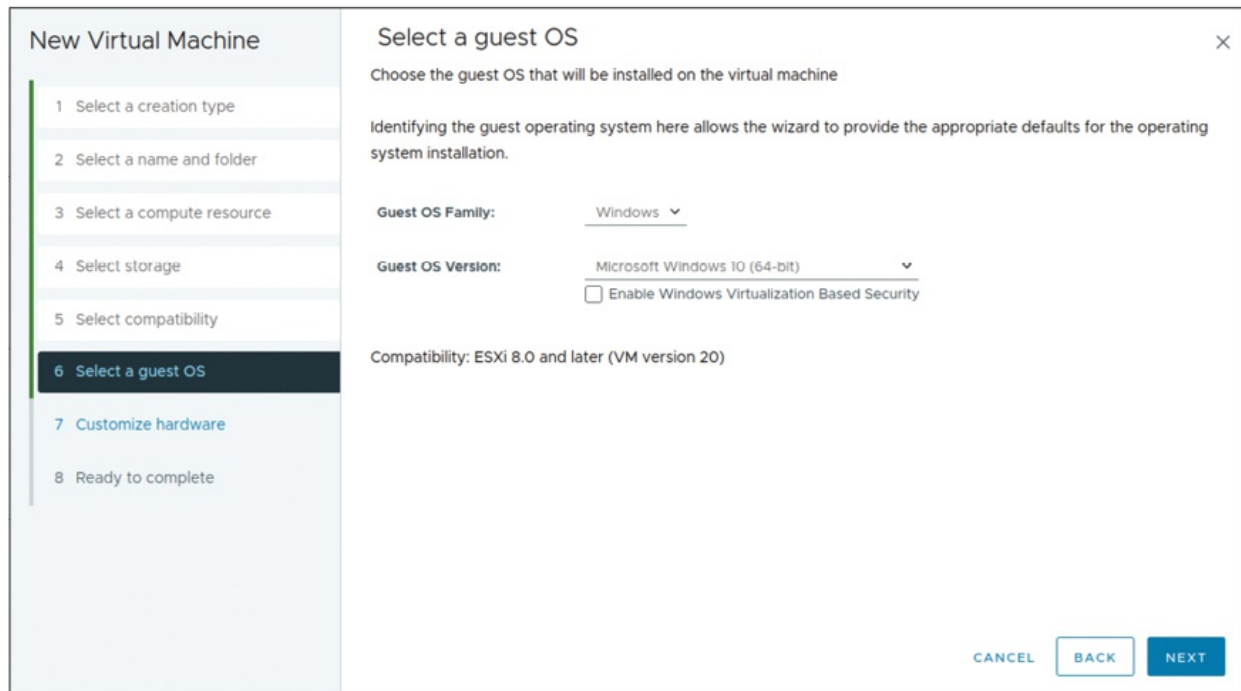 New Virtual Machine
1 Select a creation type
2 Select a name and folder
3 Select a compute resource
4 Select storage
5 Select compatibility
6 Select a guest OS
7 Customize hardware
8 Ready to complete
Select a guest OS
Choose the guest OS that will be installed on the virtual machine
Identifying the guest operating system here allows the wizard to provide the appropriate defaults for the operating
system installation.
Guest OS Family: Windows
Guest OS Version: Microsoft Windows 10 (64-bit)
Enable Windows Virtualization Based Security
Compatibility: ESXi 8.0 and later (VM version 20)
CANCEL BACK NEXT